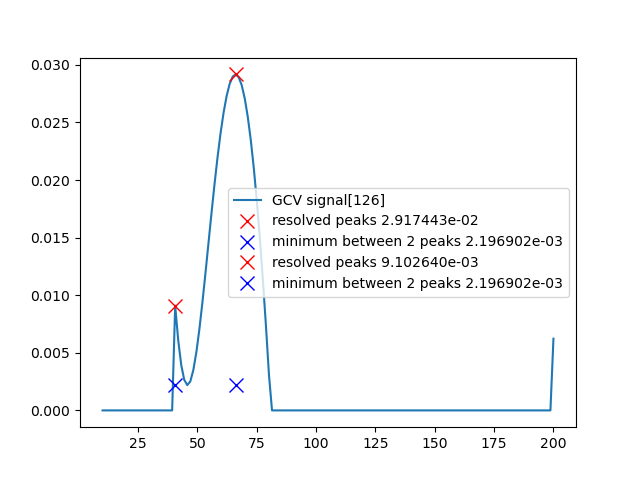 0.030
0.025
0.020
0.015
0.010
0.005
0.000
GCV signal[126]
resolved peaks 2.917443e-02
minimum between 2 peaks 2.196902e-03
resolved peaks 9.102640e-03
minimum between 2 peaks 2.196902e-03
25 50 75 100 125 150 175 200